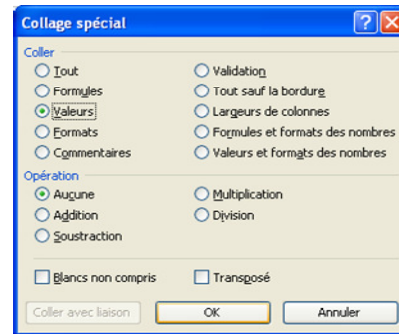 Collage spécial
Coller
Tout
Validation
Formules
Tout sauf la bordure
Valeurs
Largeurs de colonnes
Formats
Formules et formats des nombres
Commentaires
Valeurs et formats des nombres
Opération
Aucune
Multiplication
Addition
Division
Soustraction
Blancs non compris
Transposé
Coller avec liaison
OK
Annuler